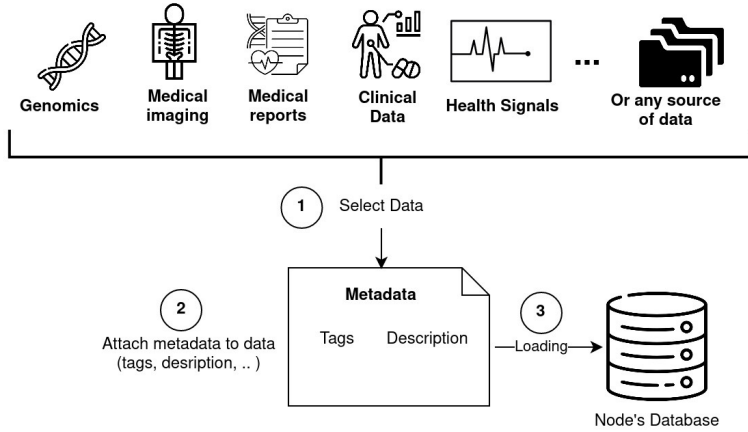 Genomics
Medical
imaging
Medical
reports
Clinical
Data
Health Signals
...
Or any source
of data
1
Select Data
2
Attach metadata to data
(tags, desription, .. )
Metadata
Tags
Description
3
Loading
Node's Database